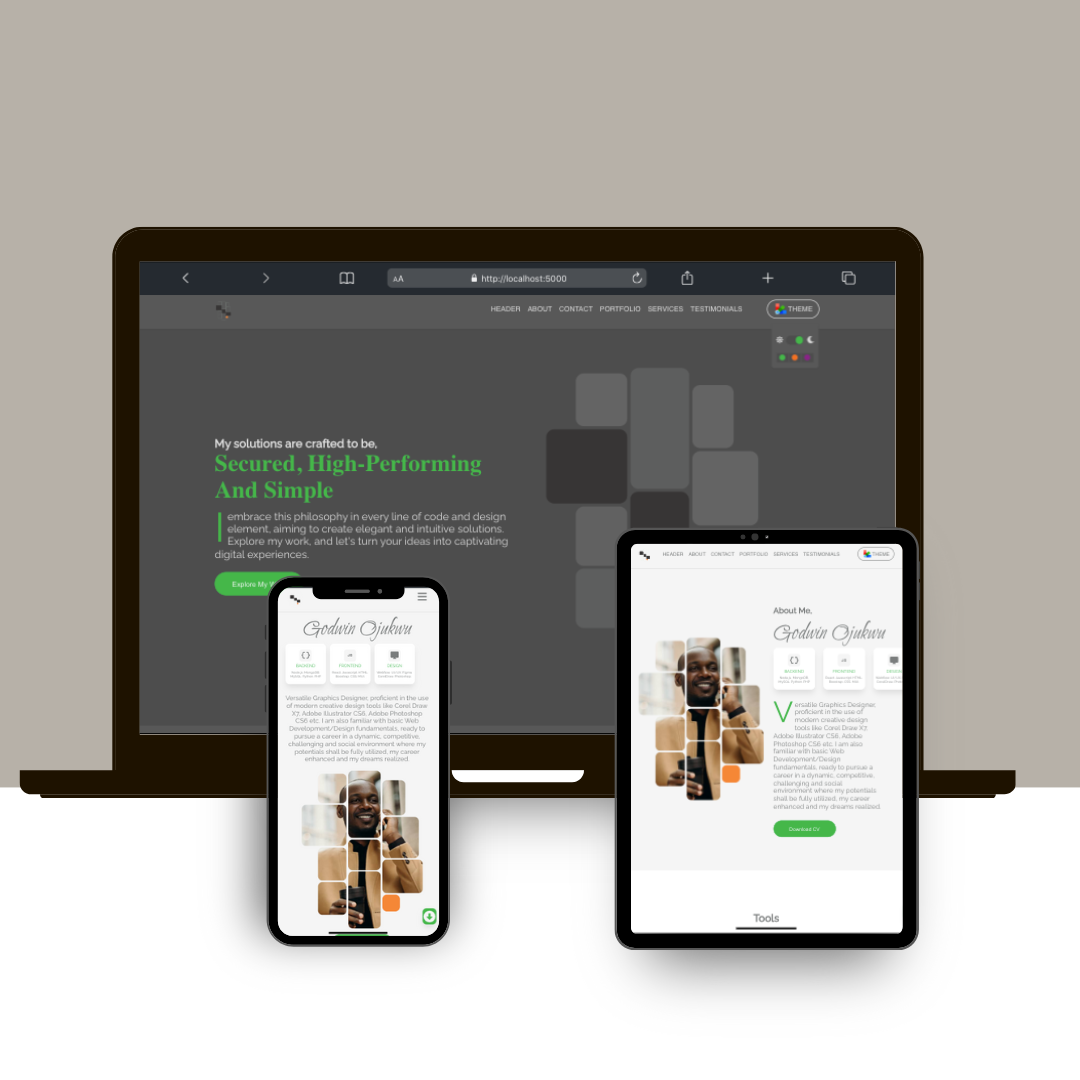 AA
http://localhost:5000
HEADER ABOUT CONTACT PORTFOLIO SERVICES TESTIMONIALS THEME
My solutions are crafted to be,
Secured, High-Performing
And Simple
I embrace this philosophy in every line of code and design
element, aiming to create elegant and intuitive solutions.
Explore my work, and let's turn your ideas into captivating
digital experiences.
Explore My
Godwin Ojukwu
BACKEND FRONTEND DESIGN
Versatile Graphics Designer, proficient in the use
of modern creative design tools like Corel Draw
X7, Adobe Illustrator CS6, Adobe Photoshop
CS6 etc. I am also familiar with basic Web
Development/Design fundamentals, ready to
pursue a career in a dynamic, competitive,
challenging and social environment where my
potentials shall be fully utilized, my career
enhanced and my dreams realized.
HEADER ABOUT CONTACT PORTFOLIO SERVICES TESTIMONIALS THEME
About Me,
Godwin Ojukwu
BACKEND FRONTEND
Versatile Graphics Designer,
proficient in the use of
modern creative design
tools like Corel Draw X7,
Adobe Illustrator CS6, Adobe
Photoshop CS6 etc. I am also
familiar with basic Web
Development/Design
fundamentals, ready to pursue a
career in a dynamic, competitive,
challenging and social
environment where my potentials
shall be fully utilized, my career
enhanced and my dreams realized
Download CV
Tools